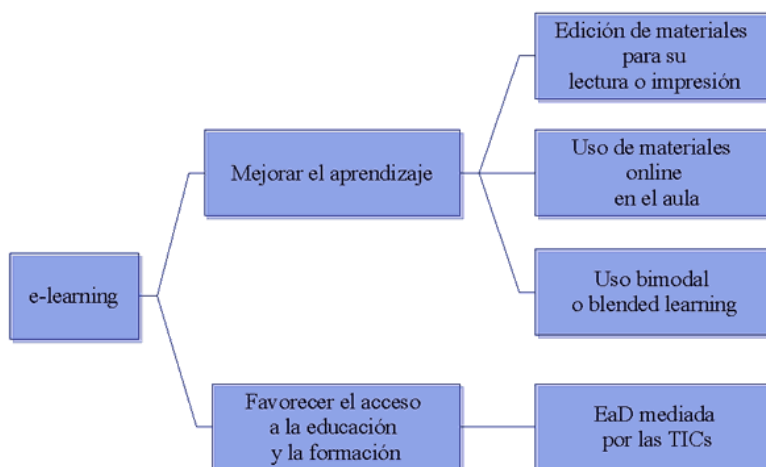 e-learning
Mejorar el aprendizaje
Edición de materiales
para su
lectura o impresión
Uso de materiales
online
en el aula
Uso bimodal
o blended learning
Favorecer el acceso
a la educación
y la formación
EaD mediada
por las TICs